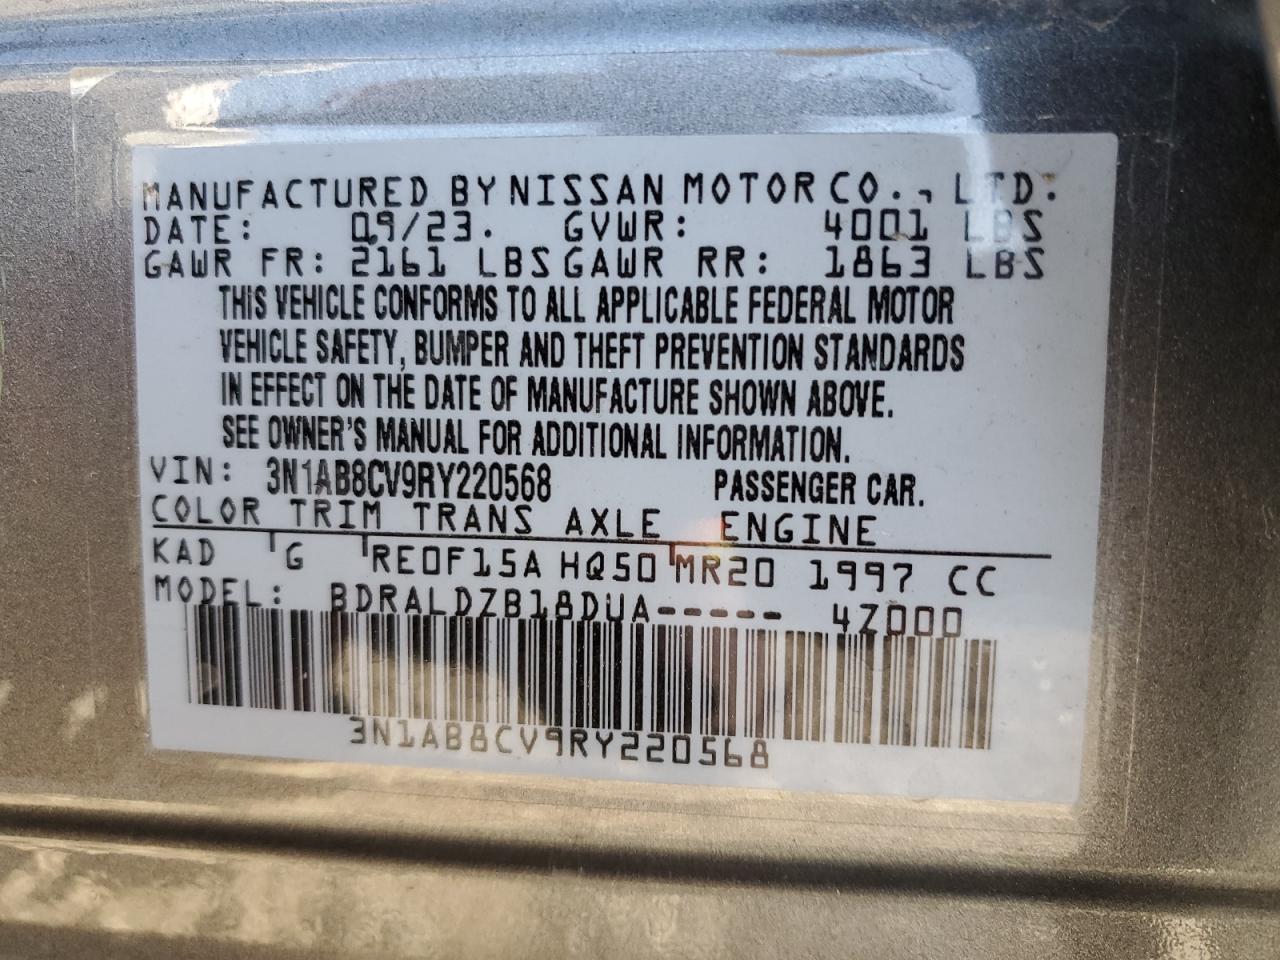 MANUFACTURED BY NISSAN MOTOR CO., LTD.
DATE: 09/23. GVWR: 4001 LBS
GAWR FR: 2161 LBS GAWR RR: 1863 LBS
THIS VEHICLE CONFORMS TO ALL APPLICABLE FEDERAL MOTOR
VEHICLE SAFETY, BUMPER AND THEFT PREVENTION STANDARDS
IN EFFECT ON THE DATE OF MANUFACTURE SHOWN ABOVE.
SEE OWNER'S MANUAL FOR ADDITIONAL INFORMATION.
VIN: 3N1AB8CV9RY220568 PASSENGER CAR.
COLOR TRIM TRANS AXLE ENGINE
KAD G RE0F15A HQ50 MR20 1997 CC
MODEL: BDRALDZB18DUA----- 4Z000
3N1AB8CV9RY220568